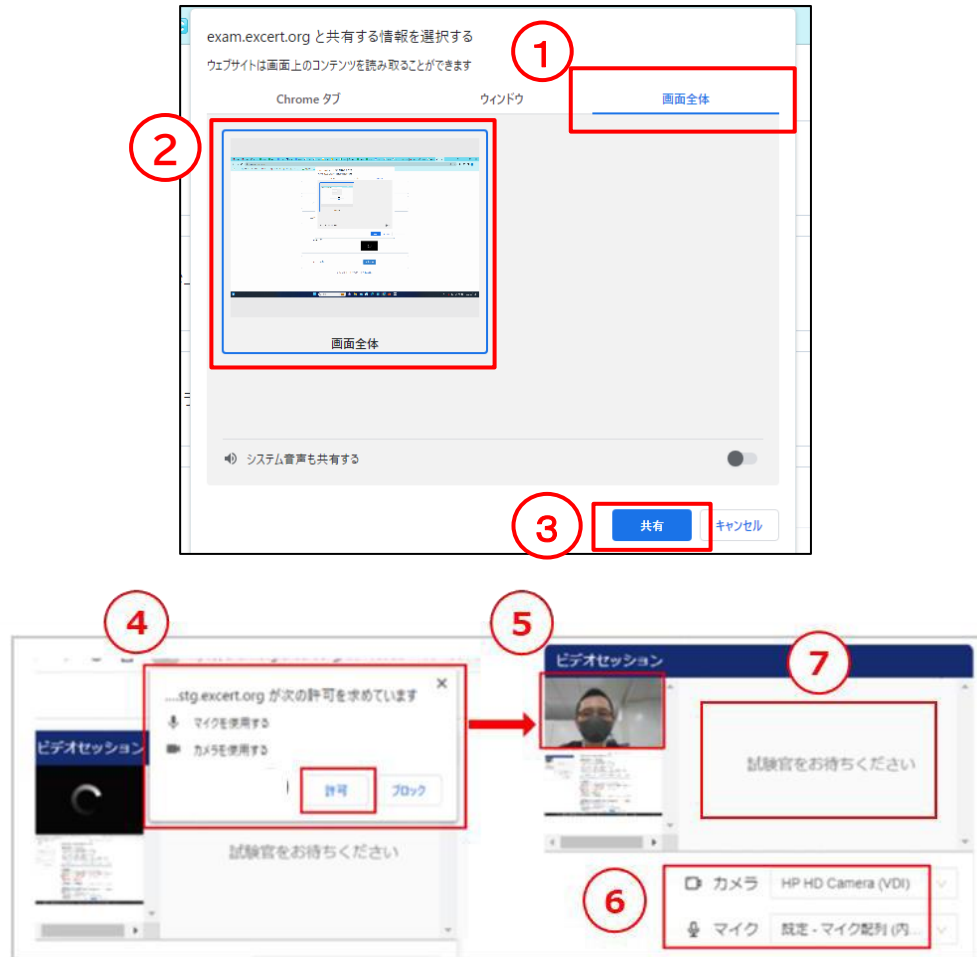 exam.excert.org と共有する情報を選択する
ウェブサイトは画面上のコンテンツを読み取ることができます
①
Chrome タブ
ウィンドウ
画面全体
②
画面全体
システム音声も共有する
③
共有
キャンセル
④
....stg.excert.org が次の許可を求めています
×
マイクを使用する
カメラを使用する
許可
ブロック
ビデオセッション
試験官をお待ちください
⑤
ビデオセッション
⑦
試験官をお待ちください
⑥
カメラ
HP HD Camera (VDI)
マイク
既定 - マイク配列 (内...